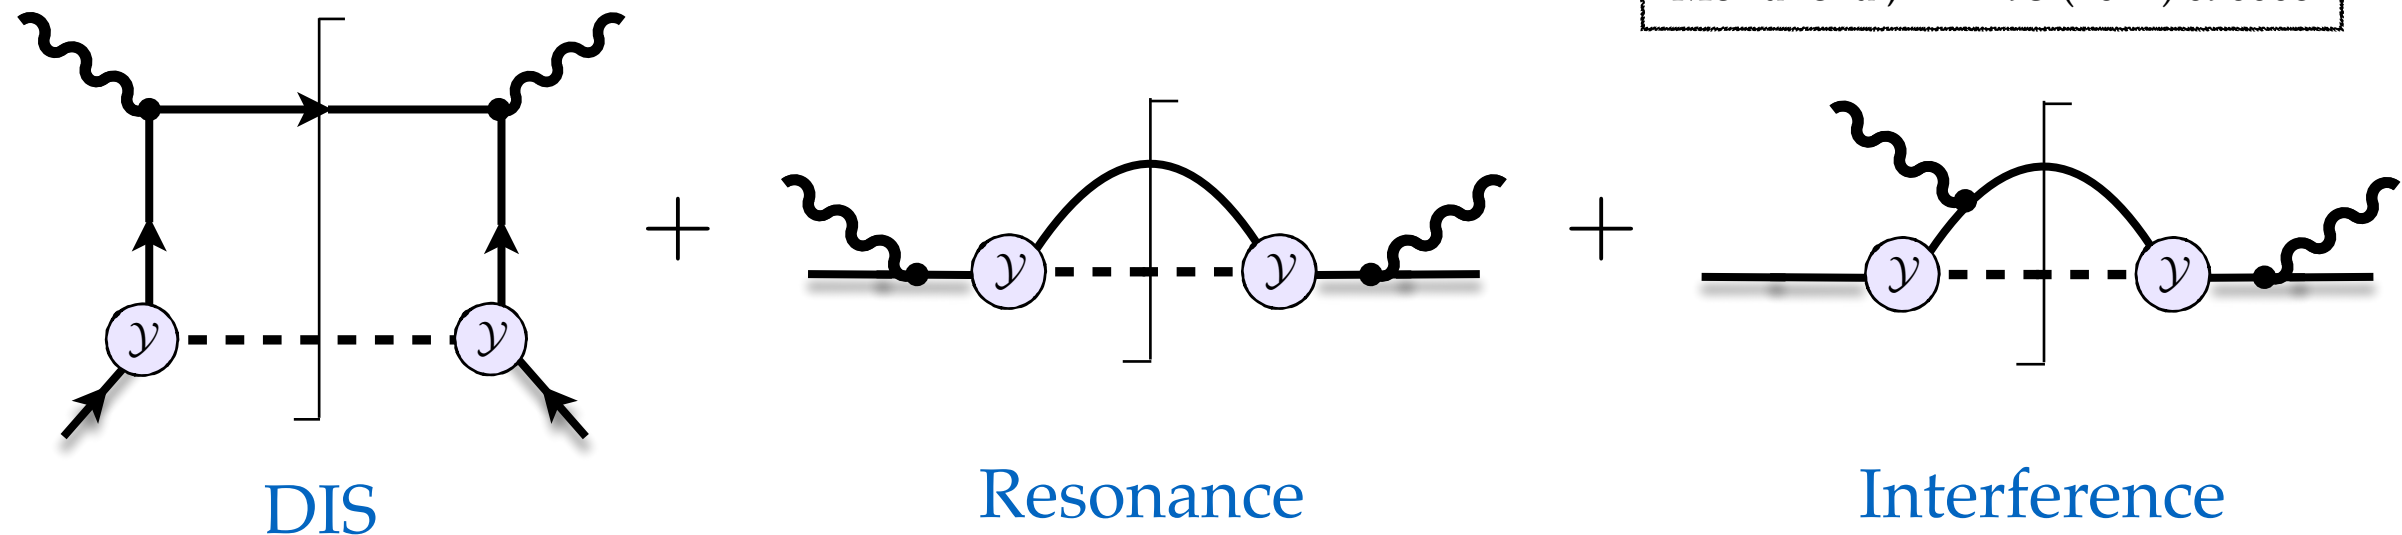 𝒴 𝒴
DIS
+
𝒴 𝒴
Resonance
+
𝒴 𝒴
Interference